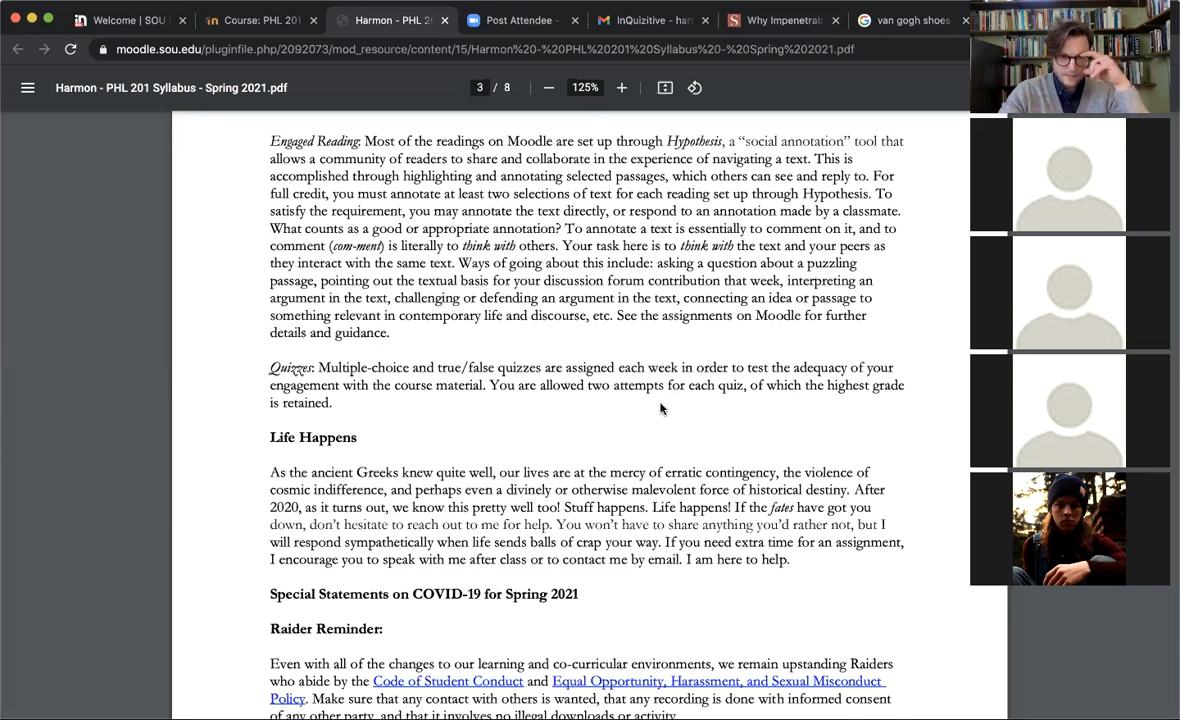 Welcome | SOU
Course: PHL 201
Harmon - PHL 2
Post Attendee -
InQuizitive - har
Why Impenetrab
van gogh shoes
moodle.sou.edu/pluginfile.php/2092073/mod_resource/content/15/Harmon%20-%20PHL%20201%20Syllabus%20-%20Spring%202021.pdf
Harmon - PHL 201 Syllabus - Spring 2021.pdf
3 / 8
125%
Engaged Reading: Most of the readings on Moodle are set up through Hypothesis, a “social annotation” tool that
allows a community of readers to share and collaborate in the experience of navigating a text. This is
accomplished through highlighting and annotating selected passages, which others can see and reply to. For
full credit, you must annotate at least two selections of text for each reading set up through Hypothesis. To
satisfy the requirement, you may annotate the text directly, or respond to an annotation made by a classmate.
What counts as a good or appropriate annotation? To annotate a text is essentially to comment on it, and to
comment (com-ment) is literally to think with others. Your task here is to think with the text and your peers as
they interact with the same text. Ways of going about this include: asking a question about a puzzling
passage, pointing out the textual basis for your discussion forum contribution that week, interpreting an
argument in the text, challenging or defending an argument in the text, connecting an idea or passage to
something relevant in contemporary life and discourse, etc. See the assignments on Moodle for further
details and guidance.
Quizzes: Multiple-choice and true/false quizzes are assigned each week in order to test the adequacy of your
engagement with the course material. You are allowed two attempts for each quiz, of which the highest grade
is retained.
Life Happens
As the ancient Greeks knew quite well, our lives are at the mercy of erratic contingency, the violence of
cosmic indifference, and perhaps even a divinely or otherwise malevolent force of historical destiny. After
2020, as it turns out, we know this pretty well too! Stuff happens. Life happens! If the fates have got you
down, don’t hesitate to reach out to me for help. You won’t have to share anything you’d rather not, but I
will respond sympathetically when life sends balls of crap your way. If you need extra time for an assignment,
I encourage you to speak with me after class or to contact me by email. I am here to help.
Special Statements on COVID-19 for Spring 2021
Raider Reminder:
Even with all of the changes to our learning and co-curricular environments, we remain upstanding Raiders
who abide by the Code of Student Conduct and Equal Opportunity, Harassment, and Sexual Misconduct
Policy. Make sure that any contact with others is wanted, that any recording is done with informed consent
of any other party, and that it involves no illegal downloads or activity.